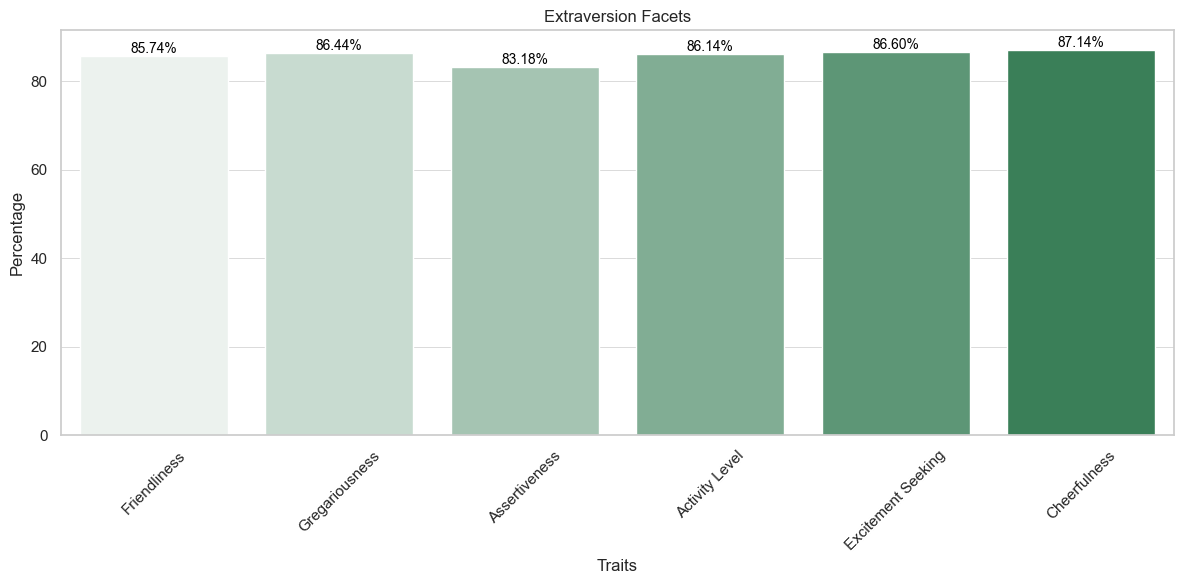 Extraversion Facets
85.74%
86.44%
83.18%
86.14%
86.60%
87.14%
Percentage
80
60
40
20
0
Friendliness
Gregariousness
Assertiveness
Activity Level
Excitement Seeking
Cheerfulness
Traits